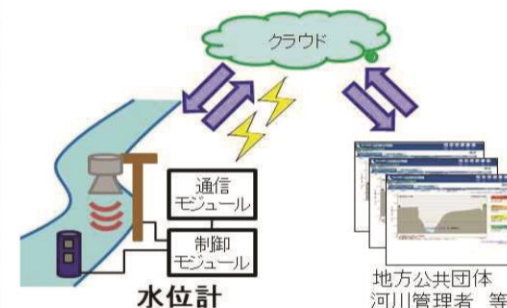 クラウド
通信
モジュール
制御
モジュール
水位計
地方公共団体
河川管理者 等